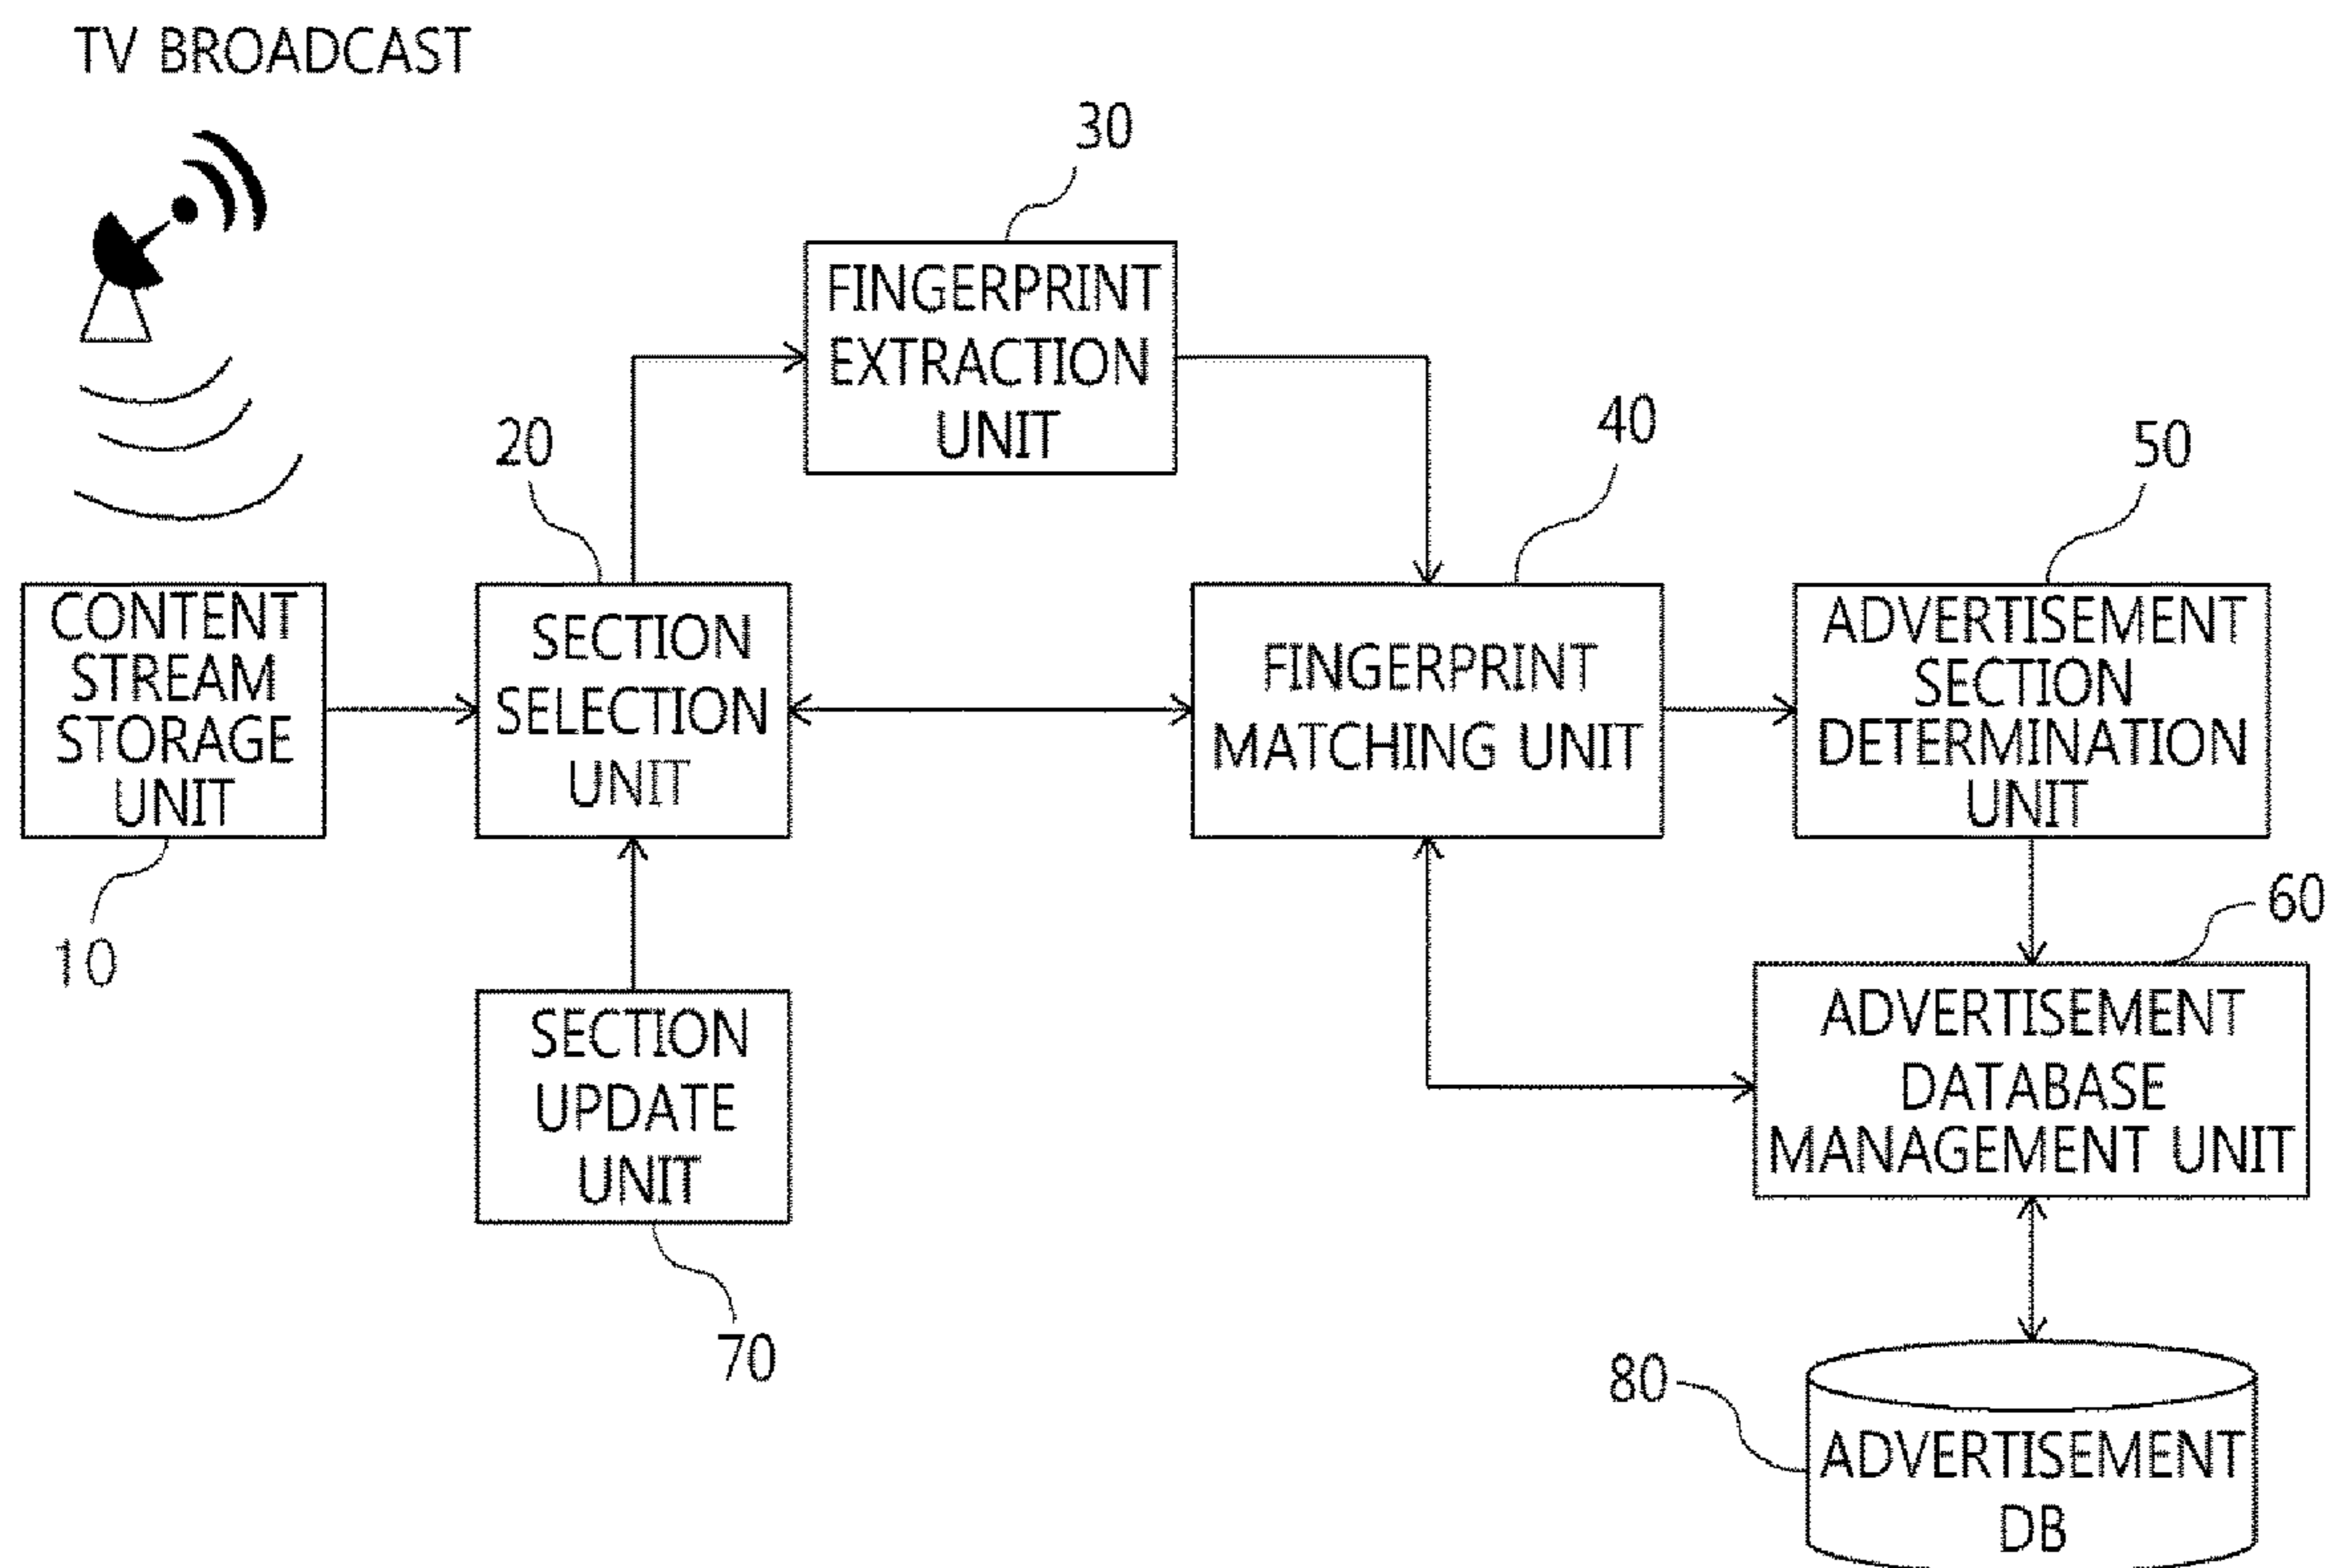 TV BROADCAST
30
FINGERPRINT
EXTRACTION
UNIT
20
40
50
CONTENT
STREAM
STORAGE
UNIT
10
SECTION
SELECTION
UNIT
FINGERPRINT
MATCHING UNIT
ADVERTISEMENT
SECTION
DETERMINATION
UNIT
60
SECTION
UPDATE
UNIT
70
ADVERTISEMENT
DATABASE
MANAGEMENT UNIT
80
ADVERTISEMENT
DB